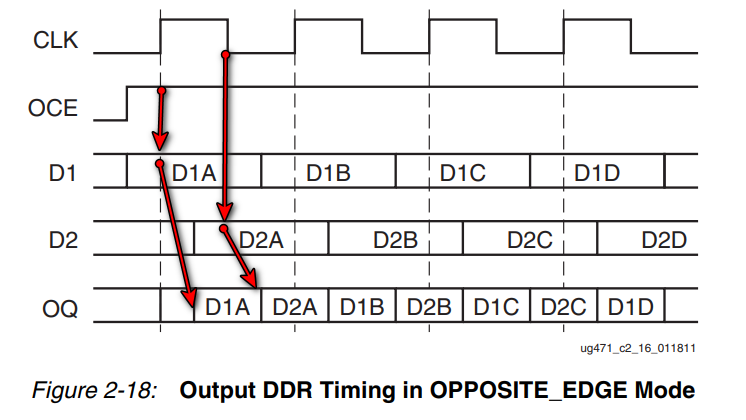 CLK
OCE
D1 D1A D1B D1C D1D
D2 D2A D2B D2C D2D
OQ D1A D2A D1B D2B D1C D2C D1D
ug471_c2_16_011811
Figure 2-18: Output DDR Timing in OPPOSITE_EDGE Mode